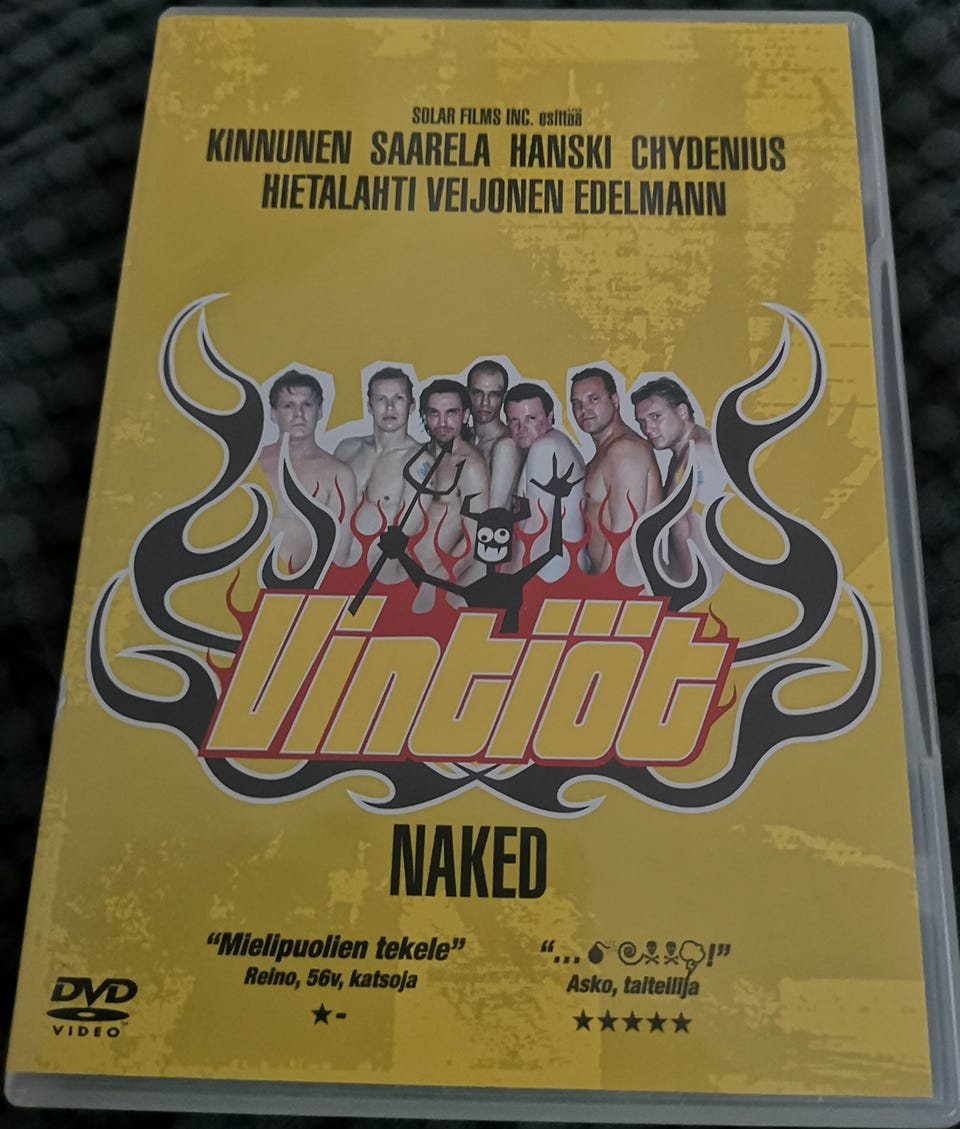 SOLAR FILMS INC. esittää
KINNUNEN SAARELA HANSKI CHYDENIUS
HIETALAHTI VEIJONEN EDELMANN
Vintiöt
NAKED
“Mielipuolien tekele”
Reino, 56v, katsoja
★-
“...💣🌀☠☠🗯!”
Asko, taiteilija
★★★★★
DVD
VIDEO™